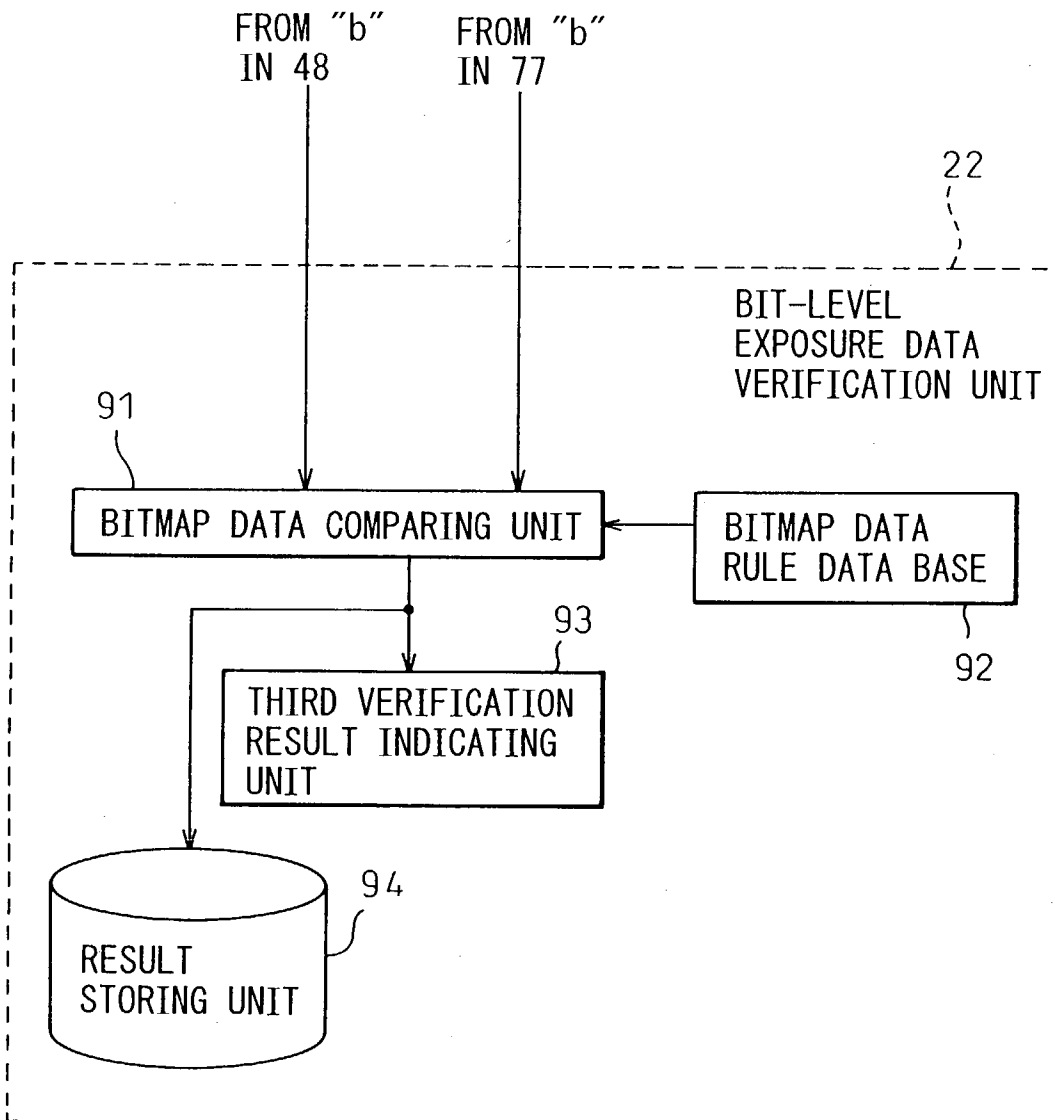 FROM "b"
IN 48
FROM "b"
IN 77
22
BIT-LEVEL
EXPOSURE DATA
VERIFICATION UNIT
91
BITMAP DATA COMPARING UNIT
BITMAP DATA
RULE DATA BASE
92
93
THIRD VERIFICATION
RESULT INDICATING
UNIT
94
RESULT
STORING UNIT